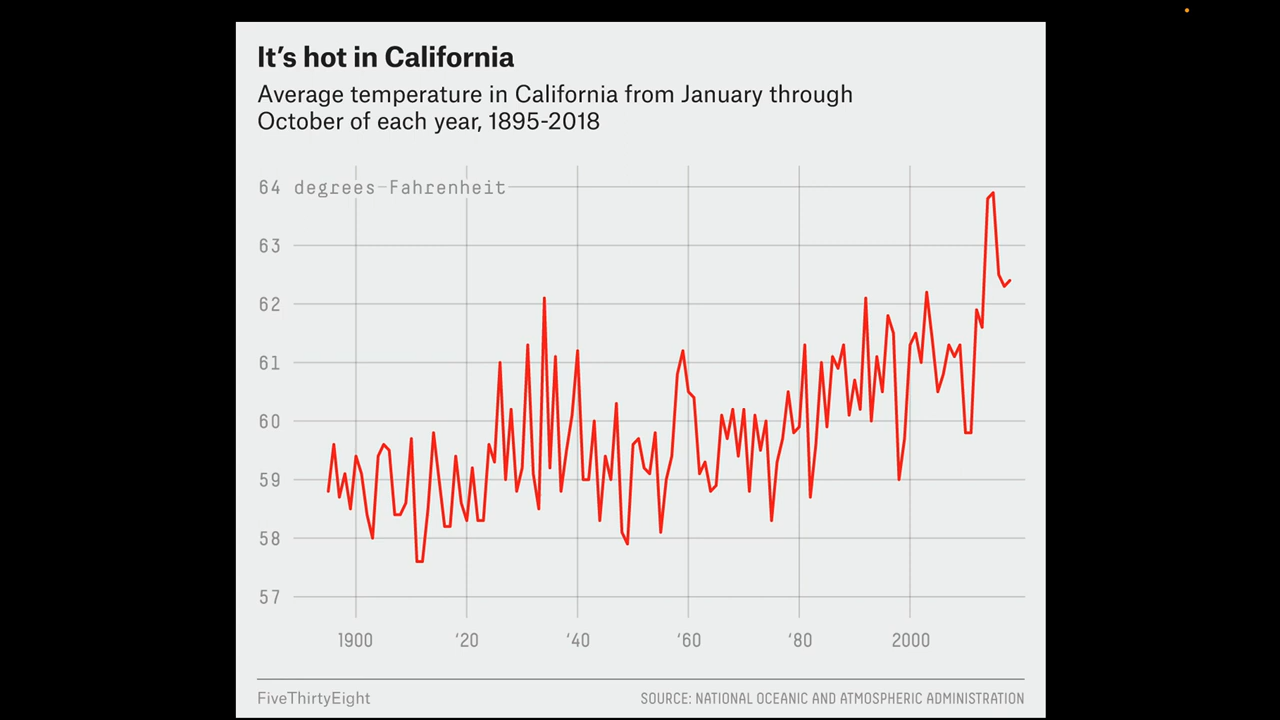 It’s hot in California
Average temperature in California from January through
October of each year, 1895-2018
64 degrees Fahrenheit
63
62
61
60
59
58
57
1900 ‘20 ‘40 ‘60 ‘80 2000
FiveThirtyEight SOURCE: NATIONAL OCEANIC AND ATMOSPHERIC ADMINISTRATION